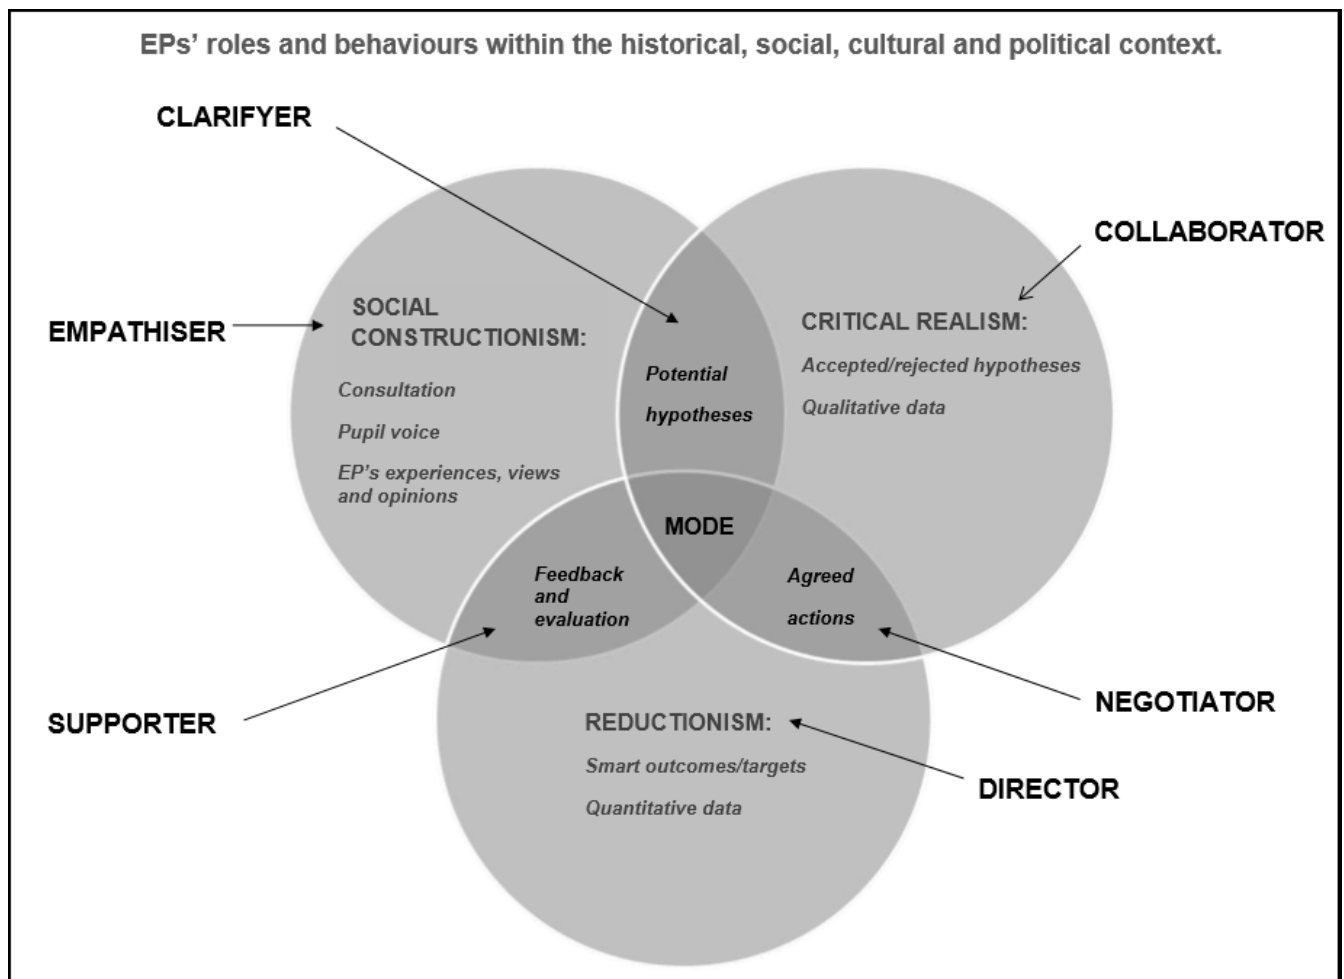 EPs' roles and behaviours within the historical, social, cultural and political context.
CLARIFYER
COLLABORATOR
EMPATHISER
SOCIAL
CONSTRUCTIONISM:
Consultation
Pupil voice
EP's experiences, views
and opinions
Potential
hypotheses
CRITICAL REALISM:
Accepted/rejected hypotheses
Qualitative data
MODE
Feedback
and
evaluation
Agreed
actions
SUPPORTER
NEGOTIATOR
REDUCTIONISM:
Smart outcomes/targets
Quantitative data
DIRECTOR